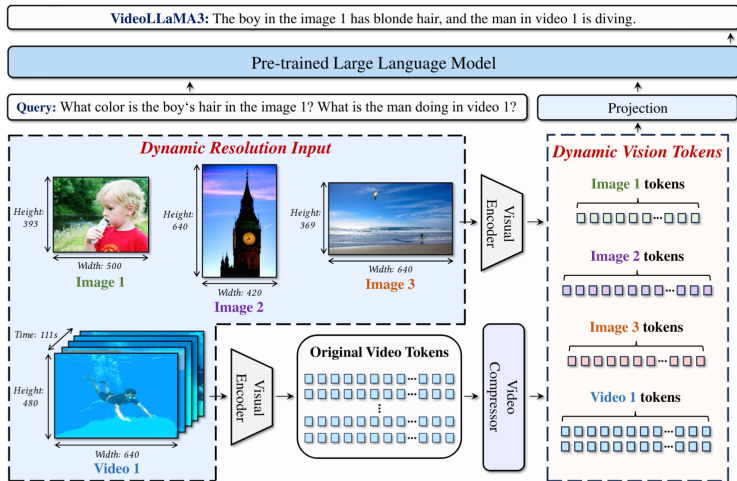 VideoLLaMA3: The boy in the image 1 has blonde hair, and the man in video 1 is diving.
Pre-trained Large Language Model
Query: What color is the boy's hair in the image 1? What is the man doing in video 1?
Projection
Dynamic Resolution Input
Height: 393
Width: 500
Image 1
Height: 640
Width: 420
Image 2
Height: 369
Width: 640
Image 3
Visual Encoder
Time: 111s
Height: 480
Width: 640
Video 1
Visual Encoder
Original Video Tokens
Video Compressor
Dynamic Vision Tokens
Image 1 tokens
Image 2 tokens
Image 3 tokens
Video 1 tokens